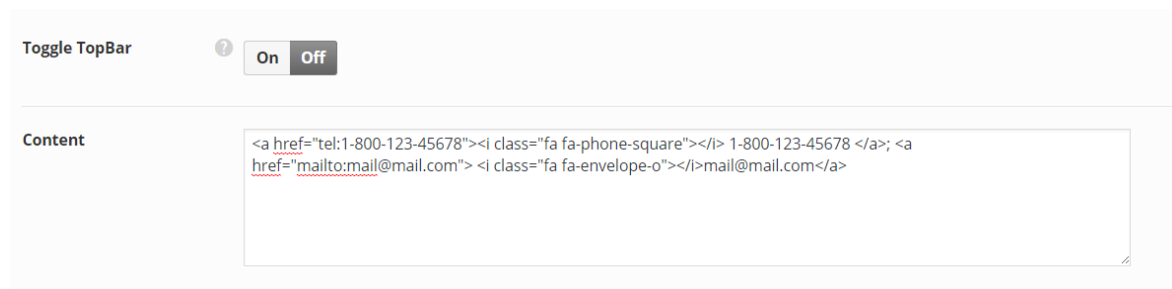 Toggle TopBar ? On Off
Content
<a href="tel:1-800-123-45678"><i class="fa fa-phone-square"></i> 1-800-123-45678 </a>; <a
href="mailto:mail@mail.com"> <i class="fa fa-envelope-o"></i>mail@mail.com</a>